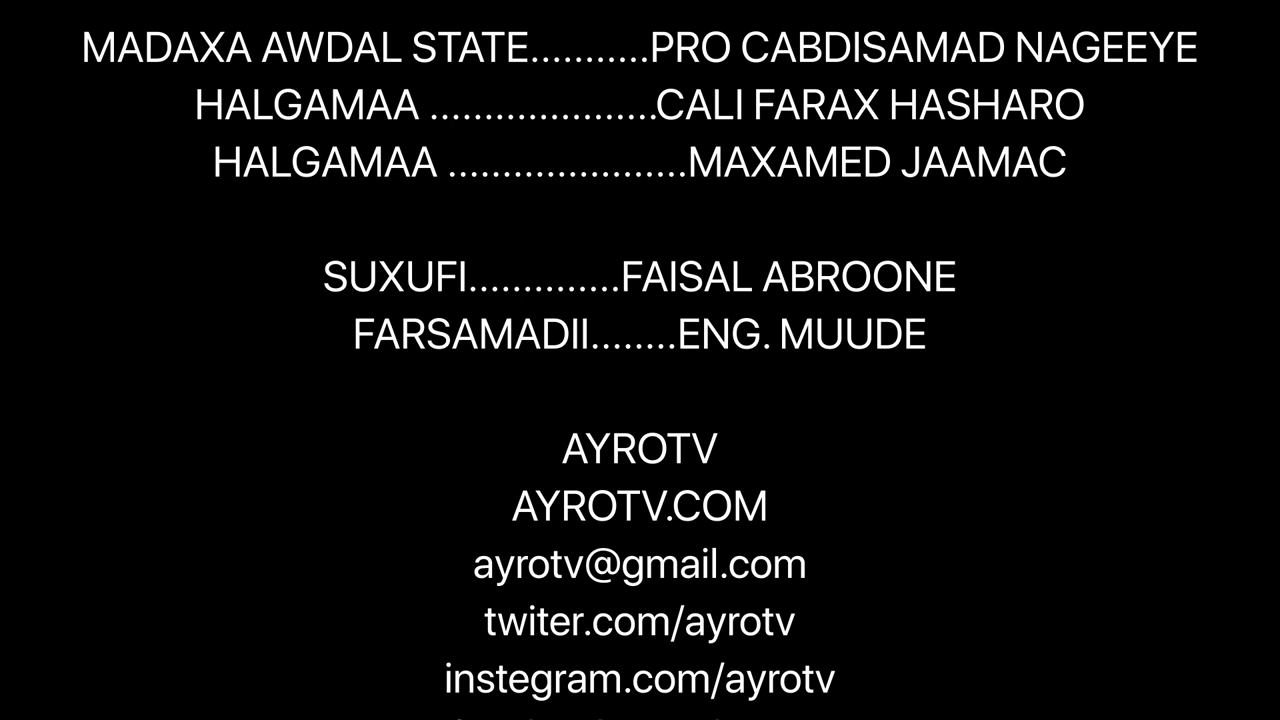 MADAXA AWDAL STATE...........PRO CABDISAMAD NAGEEYE
HALGAMAA .....................CALI FARAX HASHARO
HALGAMAA ......................MAXAMED JAAMAC
SUXUFI..............FAISAL ABROONE
FARSAMADII........ENG. MUUDE
AYROTV
AYROTV.COM
ayrotv@gmail.com
twiter.com/ayrotv
instegram.com/ayrotv